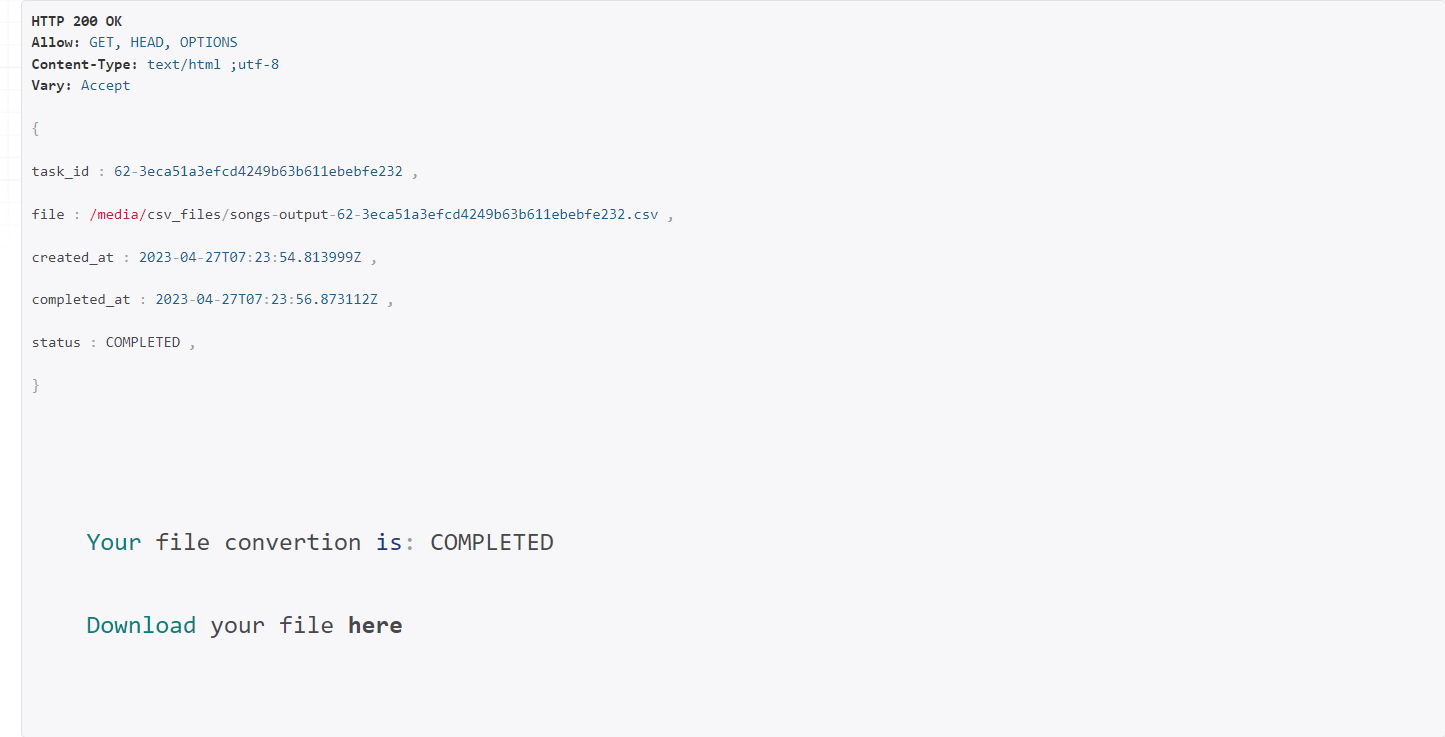 HTTP 200 OK
Allow: GET, HEAD, OPTIONS
Content-Type: text/html ;utf-8
Vary: Accept
{
task_id : 62-3eca51a3efcd4249b63b611ebebfe232 ,
file : /media/csv_files/songs-output-62-3eca51a3efcd4249b63b611ebebfe232.csv ,
created_at : 2023-04-27T07:23:54.813999Z ,
completed_at : 2023-04-27T07:23:56.873112Z ,
status : COMPLETED ,
}
Your file convertion is: COMPLETED
Download your file here